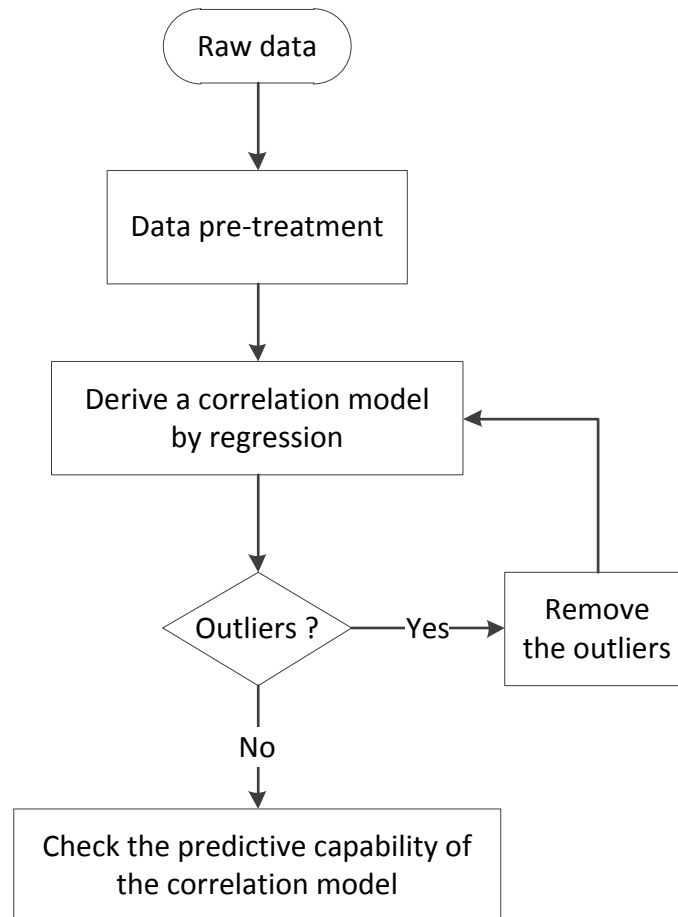 Raw data
Data pre-treatment
Derive a correlation model
by regression
Outliers ?
Yes
Remove
the outliers
No
Check the predictive capability of
the correlation model